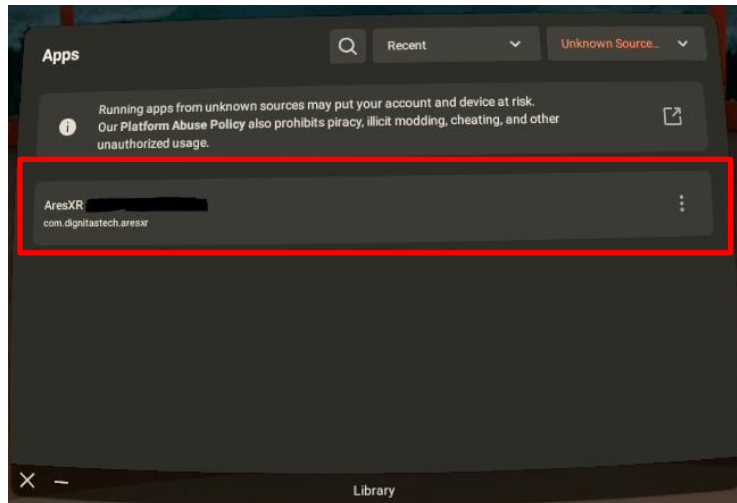 Apps
Recent
Unknown Source...
Running apps from unknown sources may put your account and device at risk.
Our Platform Abuse Policy also prohibits piracy, illicit modding, cheating, and other
unauthorized usage.
AresXR
com.dignitastech.aresxr
Library